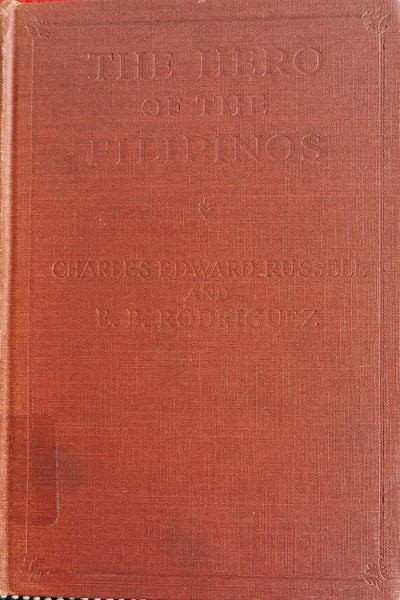 THE HERO
OF THE
FILIPINOS
CHARLES EDWARD RUSSELL
AND
E. B. RODRIGUEZ